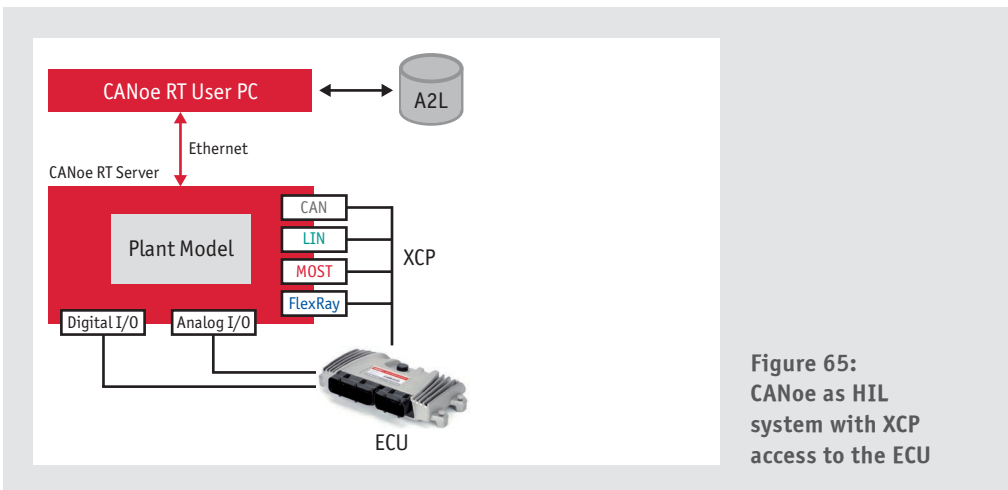 CANoe RT User PC
A2L
Ethernet
CANoe RT Server
Plant Model
CAN
LIN
MOST
FlexRay
XCP
Digital I/O
Analog I/O
ECU
Figure 65:
CANoe as HIL
system with XCP
access to the ECU